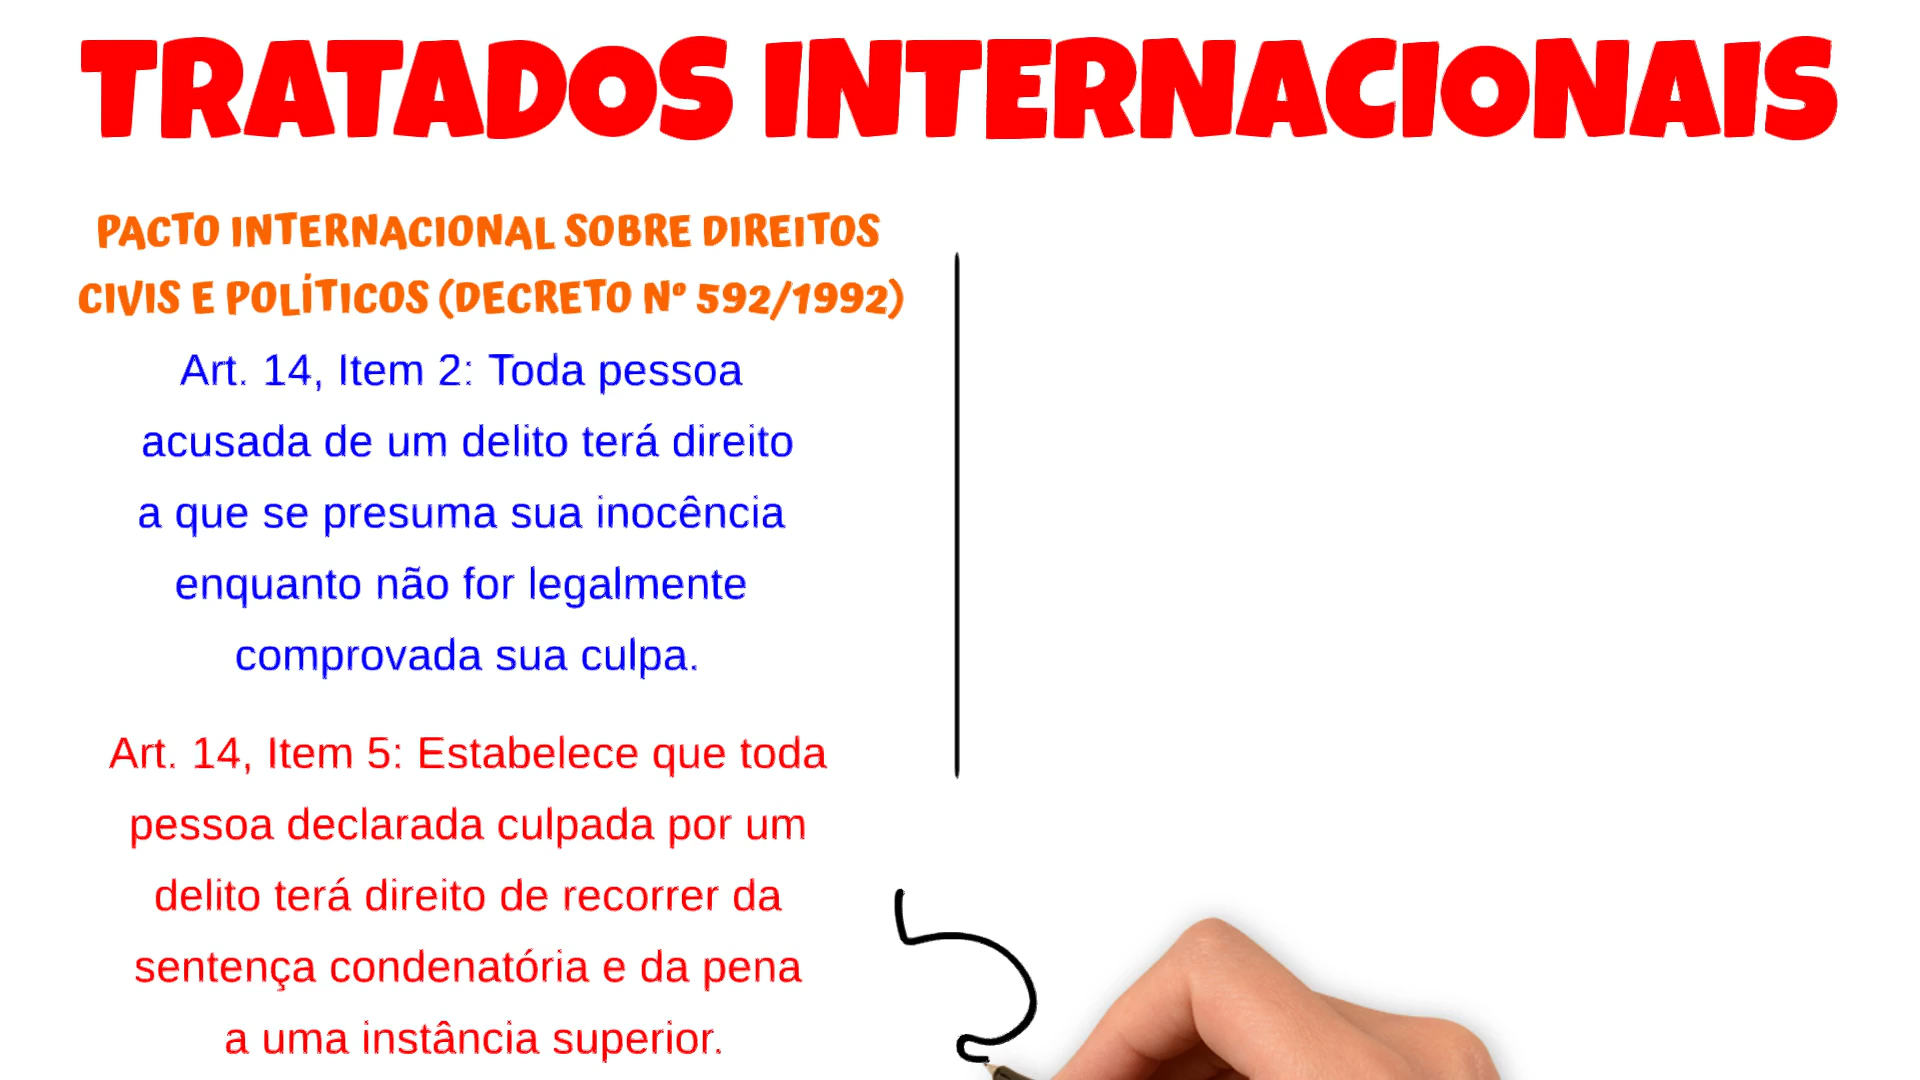 TRATADOS INTERNACIONAIS
PACTO INTERNACIONAL SOBRE DIREITOS
CIVIS E POLÍTICOS (DECRETO Nº 592/1992)
Art. 14, Item 2: Toda pessoa
acusada de um delito terá direito
a que se presuma sua inocência
enquanto não for legalmente
comprovada sua culpa.
Art. 14, Item 5: Estabelece que toda
pessoa declarada culpada por um
delito terá direito de recorrer da
sentença condenatória e da pena
a uma instância superior.